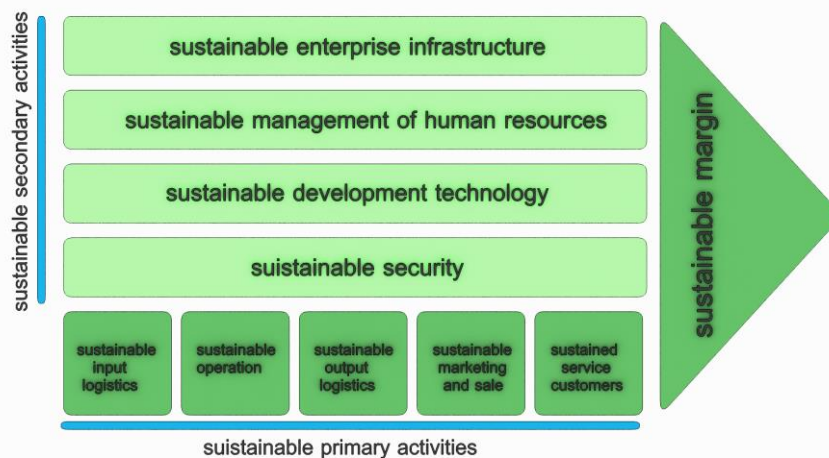 sustainable secondary activities
sustainable enterprise infrastructure
sustainable management of human resources
sustainable development technology
suistainable security
sustainable
input
logistics
sustainable
operation
sustainable
output
logistics
sustainable
marketing
and sale
sustained
service
customers
suistainable primary activities
sustainable margin